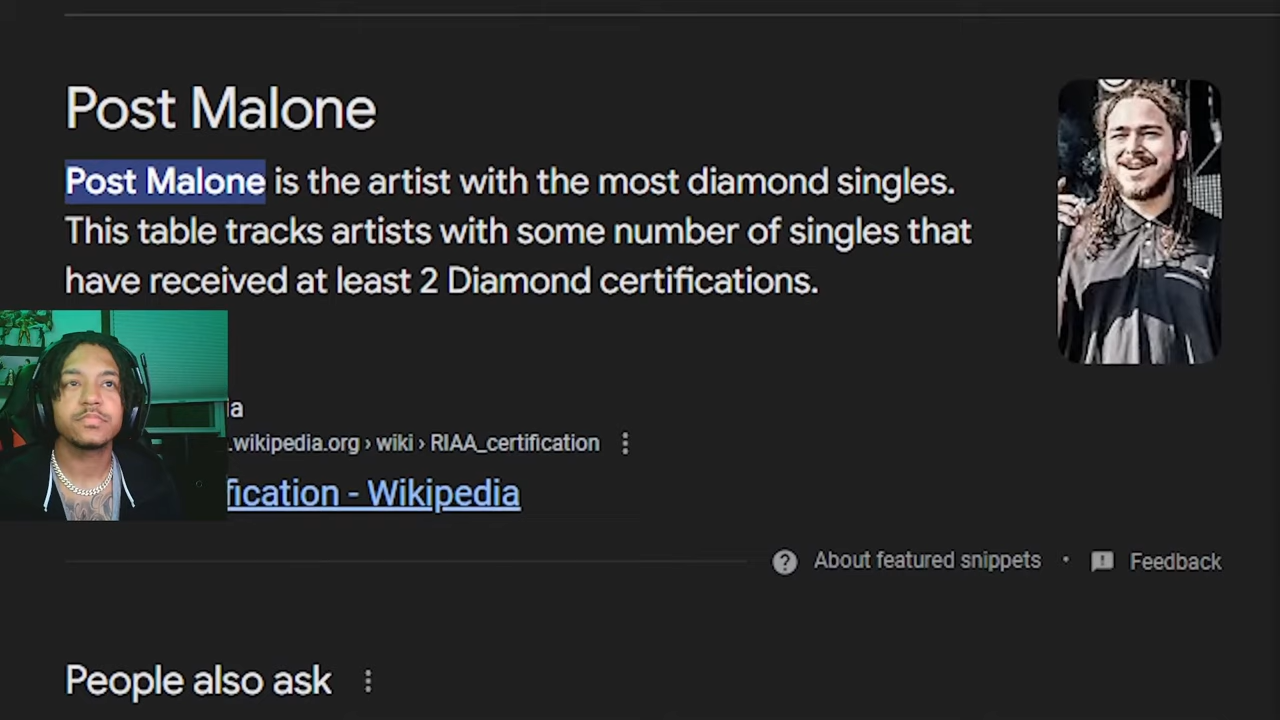 Post Malone
Post Malone is the artist with the most diamond singles.
This table tracks artists with some number of singles that
have received at least 2 Diamond certifications.
ia
.wikipedia.org › wiki › RIAA_certification
fication - Wikipedia
About featured snippets • Feedback
People also ask